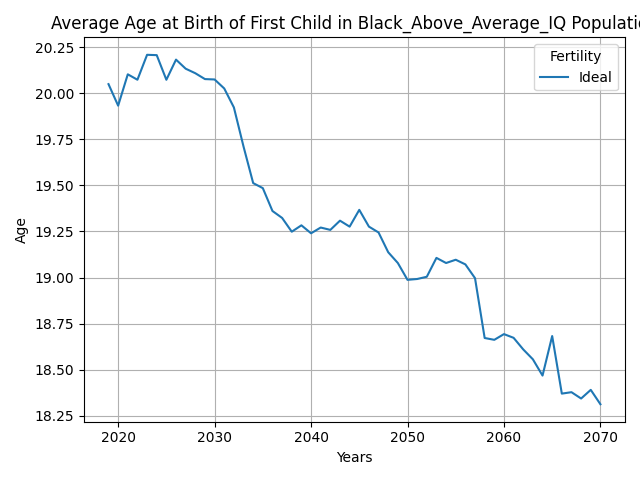 Average Age at Birth of First Child in Black_Above_Average_IQ Populatio
Fertility
Ideal
20.25
20.00
19.75
19.50
19.25
19.00
18.75
18.50
18.25
Age
2020 2030 2040 2050 2060 2070
Years